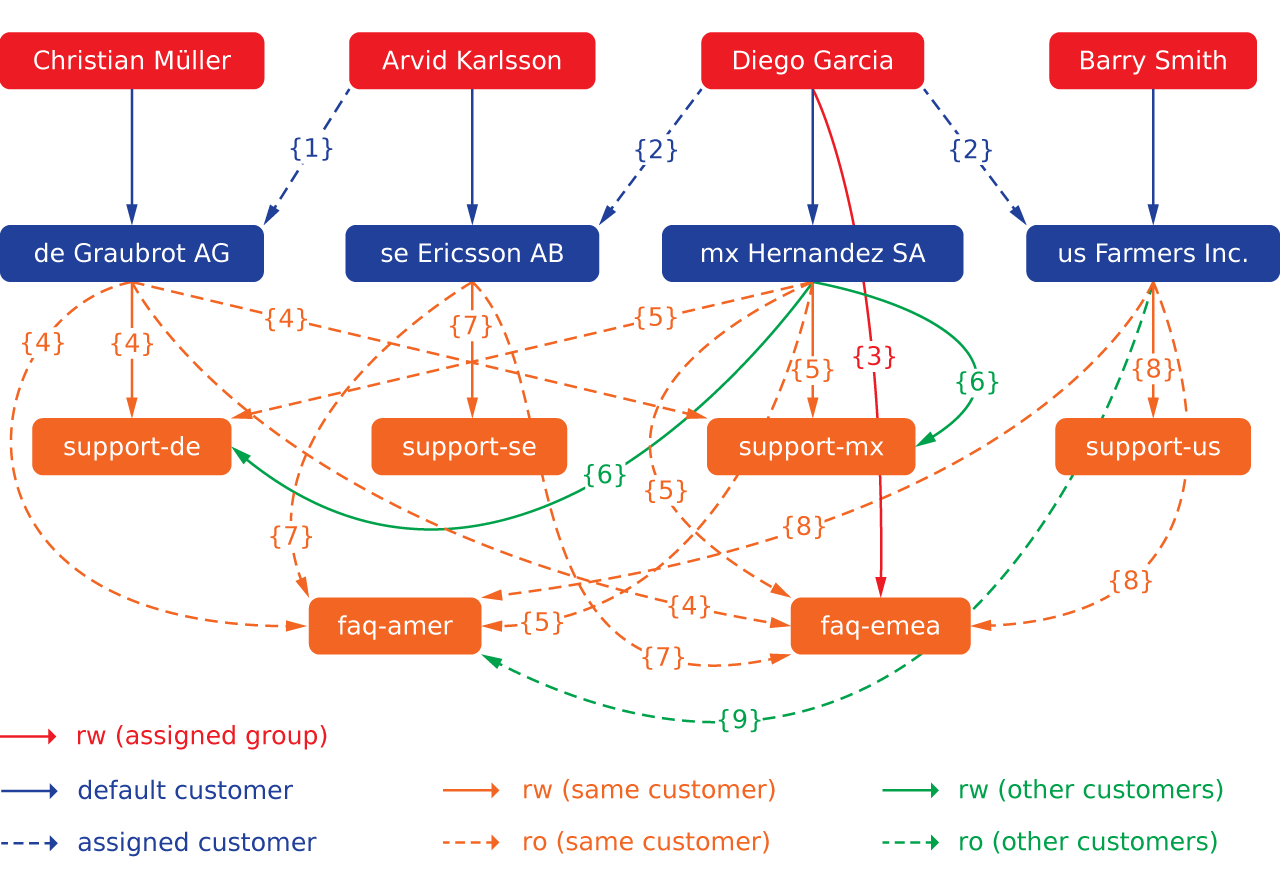 Christian Müller Arvid Karlsson Diego Garcia Barry Smith
{1} {2} {2}
de Graubrot AG se Ericsson AB mx Hernandez SA us Farmers Inc.
{4} {5}
{7}
{4} {4} {3}
{5} {8}
{6}
support-de support-se support-mx support-us
{6}
{5}
{8}
{7}
{8}
{4}
faq-amer {5} faq-emea
{7}
{9}
rw (assigned group)
default customer rw (same customer) rw (other customers)
assigned customer ro (same customer) ro (other customers)